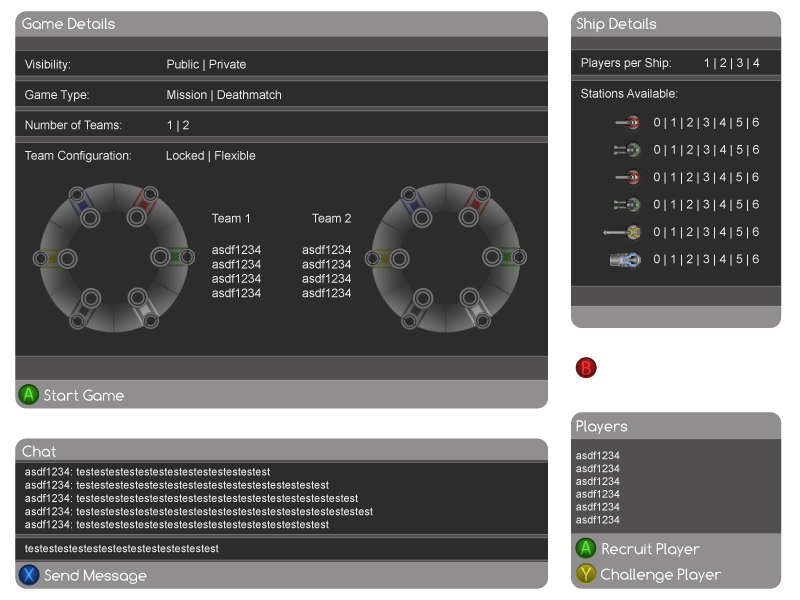 Game Details
Visibility: Public | Private
Game Type: Mission | Deathmatch
Number of Teams: 1 | 2
Team Configuration: Locked | Flexible
Team 1
asdf1234
asdf1234
asdf1234
asdf1234
Team 2
asdf1234
asdf1234
asdf1234
asdf1234
A Start Game
Ship Details
Players per Ship: 1 | 2 | 3 | 4
Stations Available:
0 | 1 | 2 | 3 | 4 | 5 | 6
0 | 1 | 2 | 3 | 4 | 5 | 6
0 | 1 | 2 | 3 | 4 | 5 | 6
0 | 1 | 2 | 3 | 4 | 5 | 6
0 | 1 | 2 | 3 | 4 | 5 | 6
0 | 1 | 2 | 3 | 4 | 5 | 6
B
Chat
asdf1234: testestestestestestestestestestestestest
asdf1234: testestestestestestestestestestestestestestestestest
asdf1234: testestestestestestestestestestestestestestestestestestest
asdf1234: testestestestestestestestestestestestestestestestestestestest
asdf1234: testestestestestestestestestestestestestestestestest
testestestestestestestestestestestestest
X Send Message
Players
asdf1234
asdf1234
asdf1234
asdf1234
asdf1234
asdf1234
A Recruit Player
Y Challenge Player